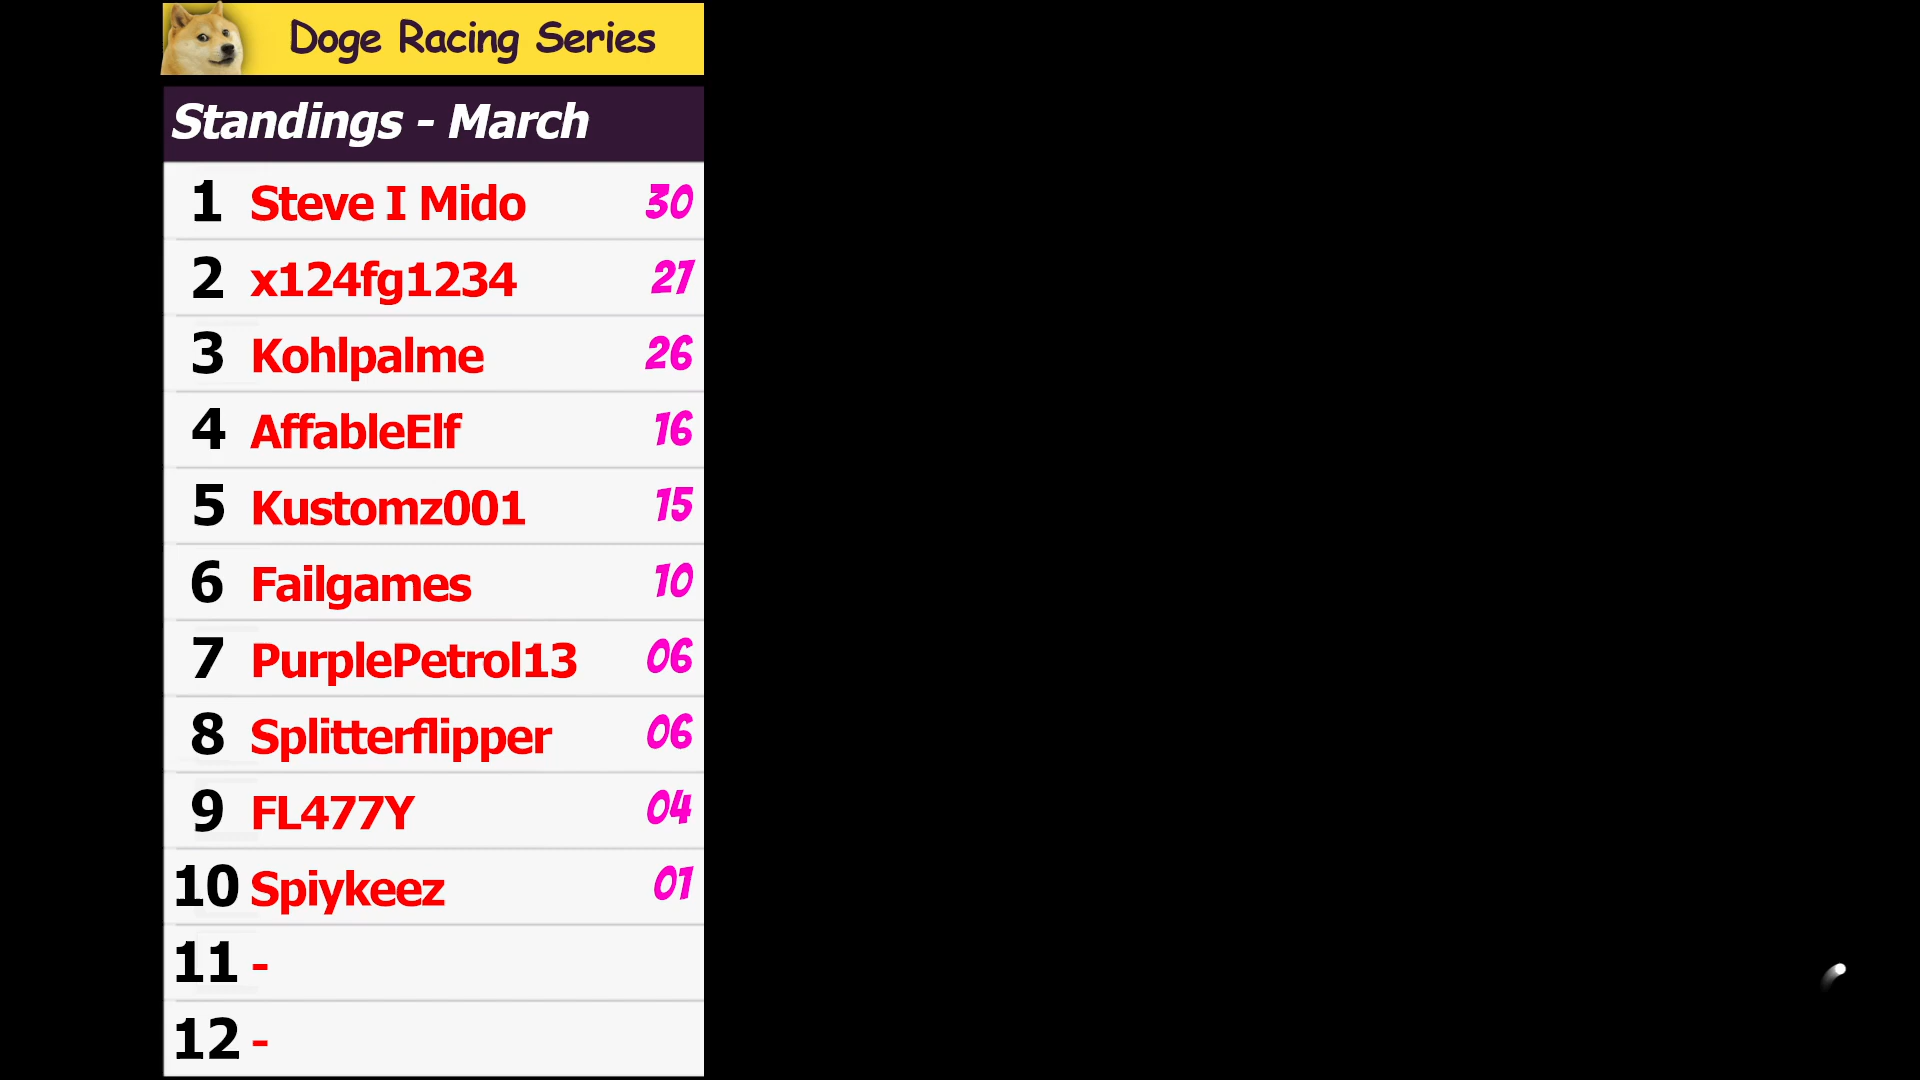 Doge Racing Series
Standings - March
1 Steve I Mido 30
2 x124fg1234 27
3 Kohlpalme 26
4 AffableElf 16
5 Kustomz001 15
6 Failgames 10
7 PurplePetrol13 06
8 Splitterflipper 06
9 FL477Y 04
10 Spiykeez 01
11 -
12 -